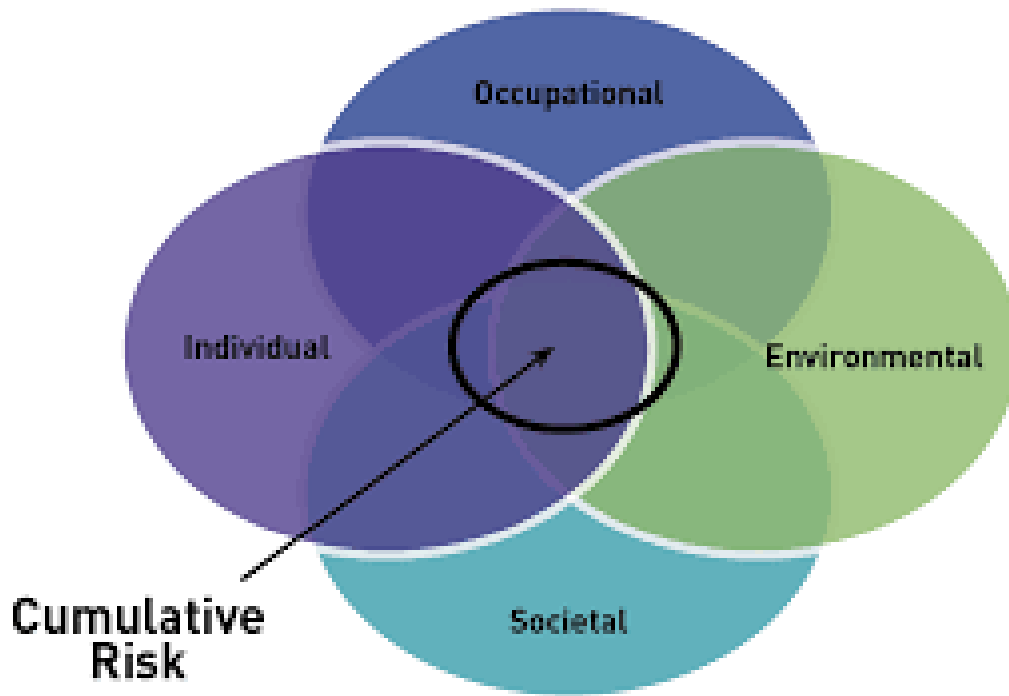 Occupational
Individual
Environmental
Societal
Cumulative
Risk